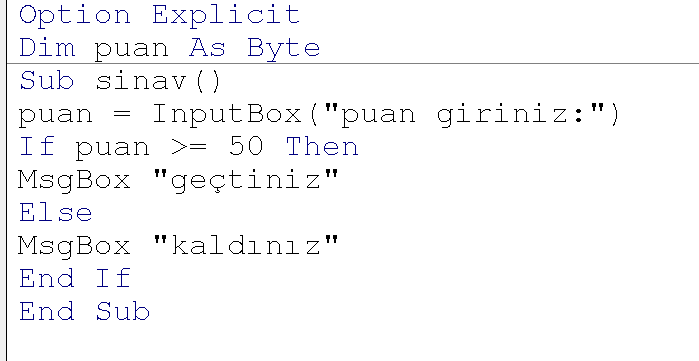 Option Explicit
Dim puan As Byte
Sub sinav()
puan = InputBox("puan giriniz:")
If puan >= 50 Then
MsgBox "geçtiniz"
Else
MsgBox "kaldınız"
End If
End Sub